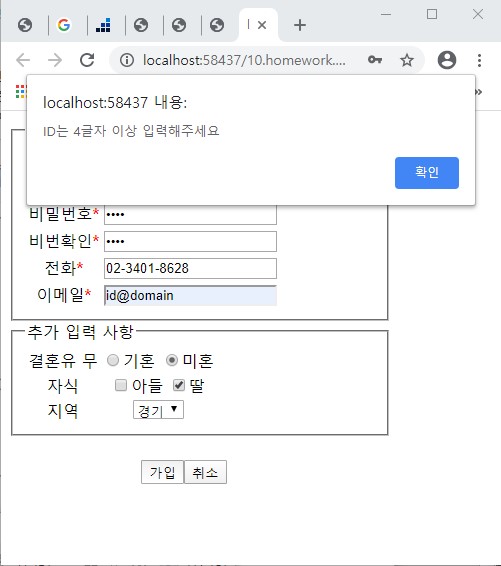 localhost:58437/10.homework....
localhost:58437 내용:
ID는 4글자 이상 입력해주세요
확인
비밀번호* ••••
비번확인* ••••
전화* 02-3401-8628
이메일* id@domain
추가 입력 사항
결혼유 무 기혼 미혼
자식 아들 딸
지역 경기
가입 취소